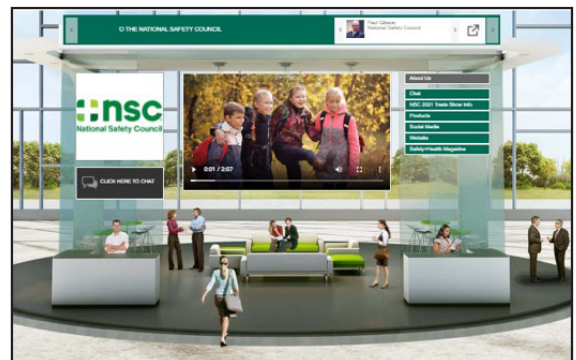 'O THE NATIONAL SAFETY COUNCIL
Paul Gibson
National Safety Council
nsc
National Safety Council
CLICK HERE TO CHAT
0:01 / 2:07
About Us
Chat
NSC 2021 Trade Show Info
Products
Social Media
Website
Safety+Health Magazine